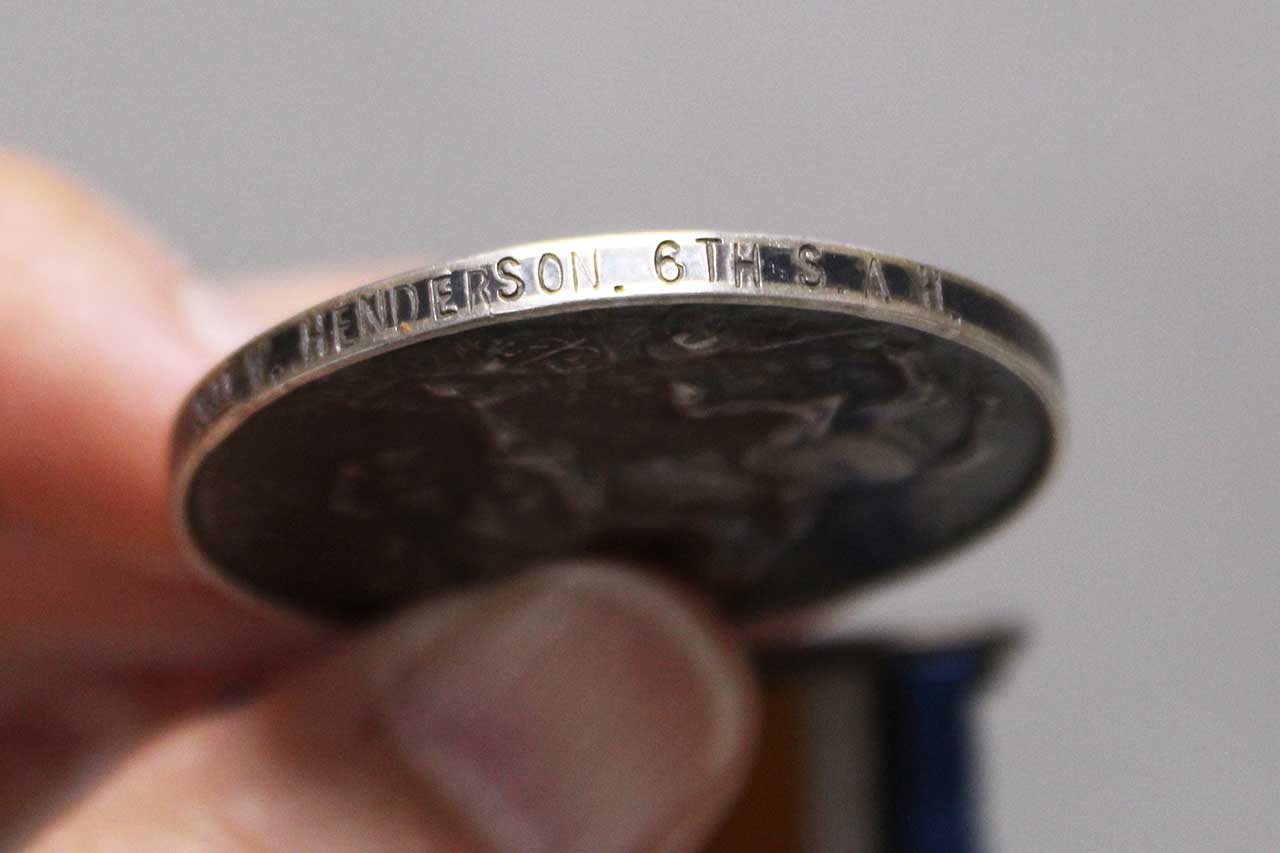 HENDERSON. 6TH S A H.